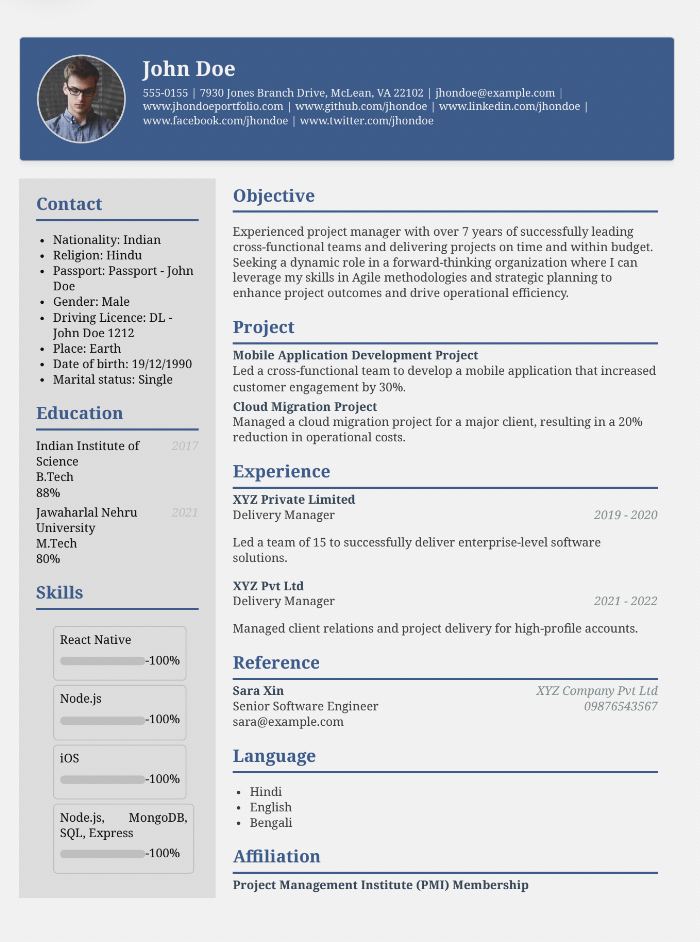 John Doe
555-0155 | 7930 Jones Branch Drive, McLean, VA 22102 | jhondoe@example.com |
www.jhondoeportfolio.com | www.github.com/jhondoe | www.linkedin.com/jhondoe |
www.facebook.com/jhondoe | www.twitter.com/jhondoe
Contact
• Nationality: Indian
• Religion: Hindu
• Passport: Passport - John
Doe
• Gender: Male
• Driving Licence: DL -
John Doe 1212
• Place: Earth
• Date of birth: 19/12/1990
• Marital status: Single
Education
Indian Institute of 2017
Science
B.Tech
88%
Jawaharlal Nehru 2021
University
M.Tech
80%
Skills
React Native
-100%
Node.js
-100%
iOS
-100%
Node.js, MongoDB,
SQL, Express
-100%
Objective
Experienced project manager with over 7 years of successfully leading
cross-functional teams and delivering projects on time and within budget.
Seeking a dynamic role in a forward-thinking organization where I can
leverage my skills in Agile methodologies and strategic planning to
enhance project outcomes and drive operational efficiency.
Project
Mobile Application Development Project
Led a cross-functional team to develop a mobile application that increased
customer engagement by 30%.
Cloud Migration Project
Managed a cloud migration project for a major client, resulting in a 20%
reduction in operational costs.
Experience
XYZ Private Limited
Delivery Manager 2019 - 2020
Led a team of 15 to successfully deliver enterprise-level software
solutions.
XYZ Pvt Ltd
Delivery Manager 2021 - 2022
Managed client relations and project delivery for high-profile accounts.
Reference
Sara Xin XYZ Company Pvt Ltd
Senior Software Engineer 09876543567
sara@example.com
Language
• Hindi
• English
• Bengali
Affiliation
Project Management Institute (PMI) Membership